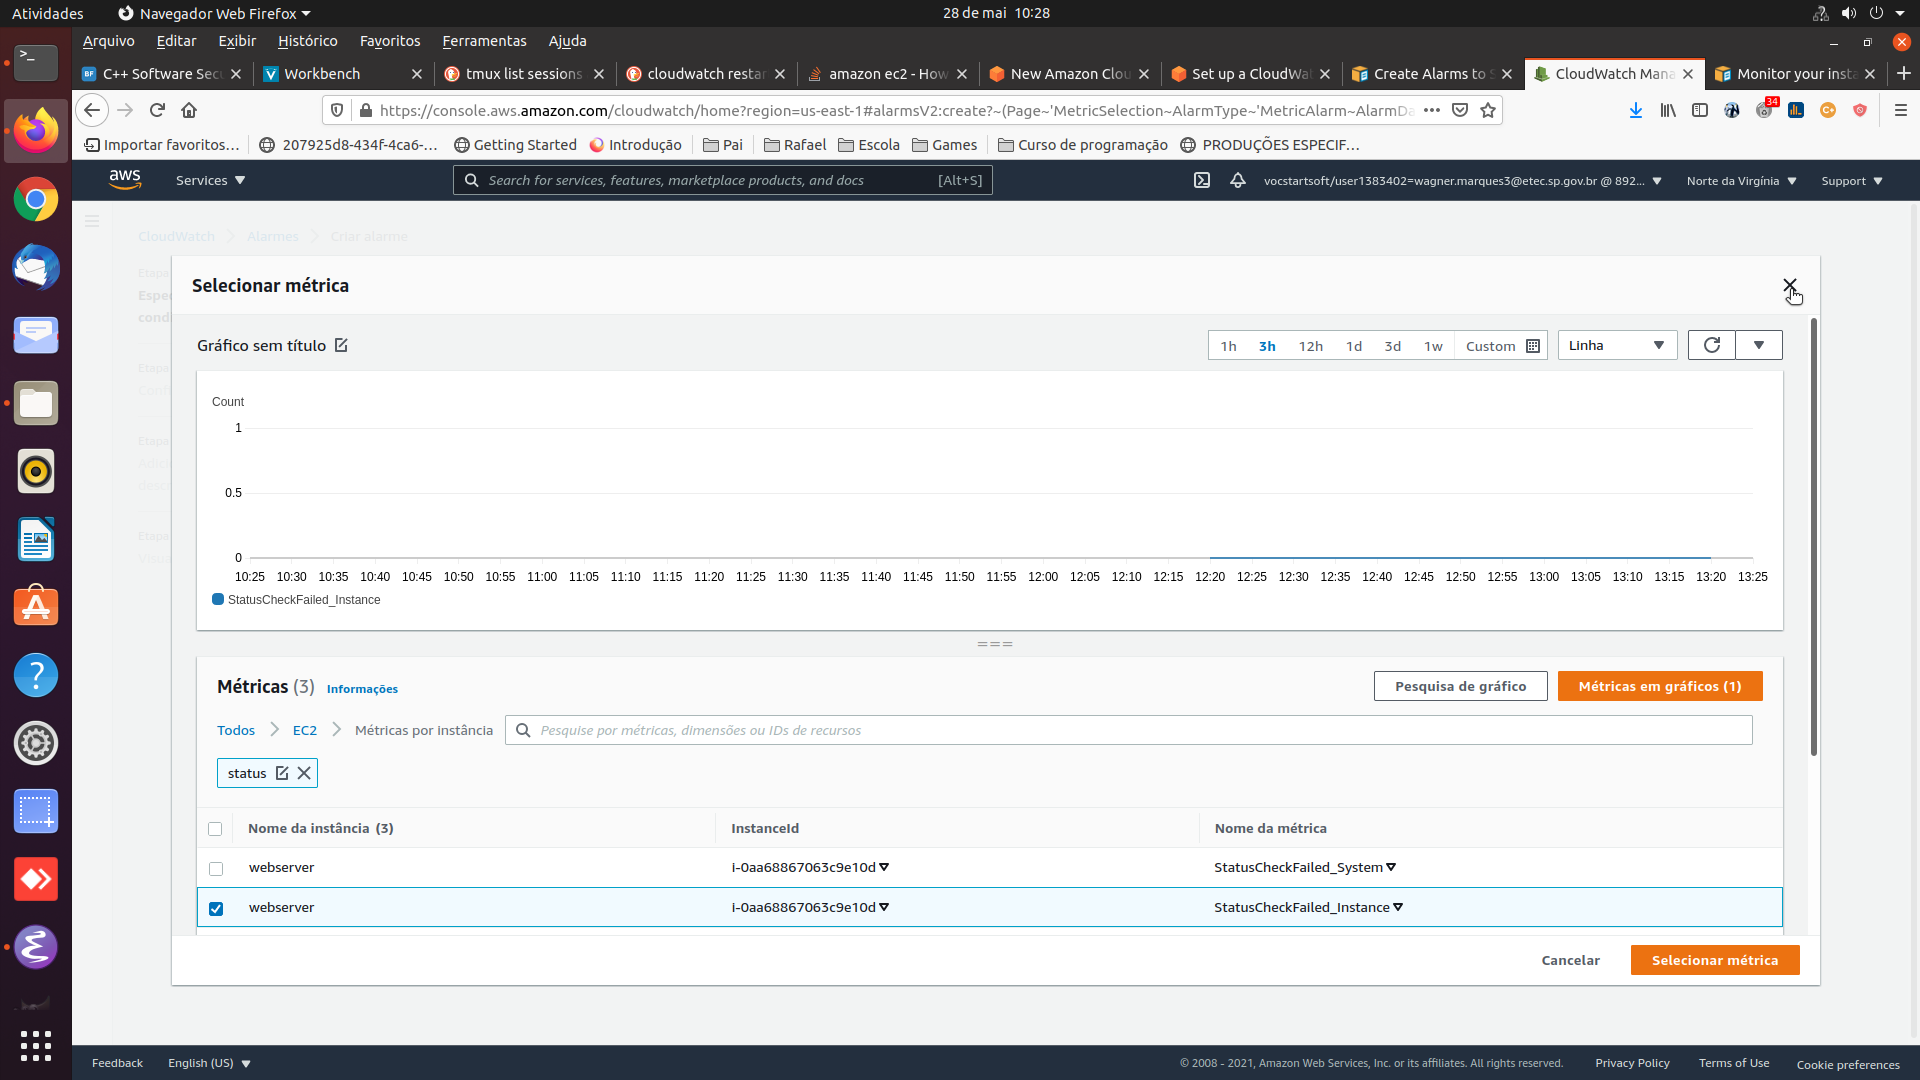 Atividades
Navegador Web Firefox
28 de mai 10:28
Arquivo Editar Exibir Histórico Favoritos Ferramentas Ajuda
C++ Software Sec
Workbench
tmux list sessions
cloudwatch restar
amazon ec2 - How
New Amazon Clou
Set up a CloudWat
Create Alarms to S
CloudWatch Mana
Monitor your insta
https://console.aws.amazon.com/cloudwatch/home?region=us-east-1#alarmsV2:create?~(Page~'MetricSelection~AlarmType~'MetricAlarm~AlarmDa
34
Importar favoritos...
207925d8-434f-4ca6-...
Getting Started
Introdução
Pai
Rafael
Escola
Games
Curso de programação
PRODUÇÕES ESPECIF...
aws
Services
Search for services, features, marketplace products, and docs [Alt+S]
vocstartsoft/user1383402=wagner.marques3@etec.sp.gov.br @ 892...
Norte da Virgínia
Support
CloudWatch Alarmes Criar alarme
Etapa
Espe
cond
Etapa
Etapa
Etapa
Selecionar métrica
Gráfico sem título
1h 3h 12h 1d 3d 1w Custom
Linha
Count
1
0.5
0
10:25 10:30 10:35 10:40 10:45 10:50 10:55 11:00 11:05 11:10 11:15 11:20 11:25 11:30 11:35 11:40 11:45 11:50 11:55 12:00 12:05 12:10 12:15 12:20 12:25 12:30 12:35 12:40 12:45 12:50 12:55 13:00 13:05 13:10 13:15 13:20 13:25
StatusCheckFailed_Instance
Métricas (3) Informações
Pesquisa de gráfico
Métricas em gráficos (1)
Todos EC2 Métricas por instância
Pesquise por métricas, dimensões ou IDs de recursos
status
Nome da instância (3) InstanceId Nome da métrica
webserver i-0aa68867063c9e10d StatusCheckFailed_System
webserver i-0aa68867063c9e10d StatusCheckFailed_Instance
Cancelar
Selecionar métrica
Feedback English (US)
© 2008 - 2021, Amazon Web Services, Inc. or its affiliates. All rights reserved.
Privacy Policy Terms of Use Cookie preferences